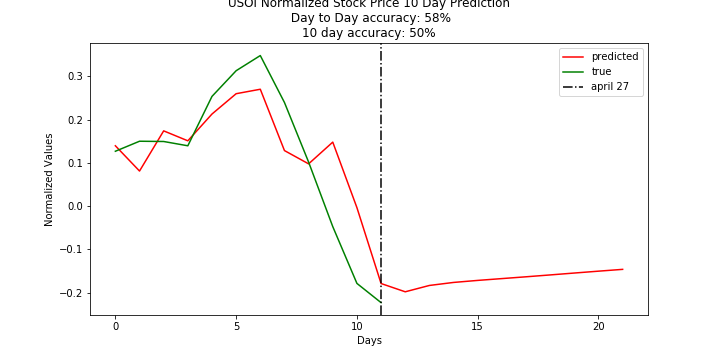 USOI Normalized Stock Price 10 Day Prediction
Day to Day accuracy: 58%
10 day accuracy: 50%
predicted
true
april 27
Normalized Values
0.3
0.2
0.1
0.0
−0.1
−0.2
0 5 10 15 20
Days